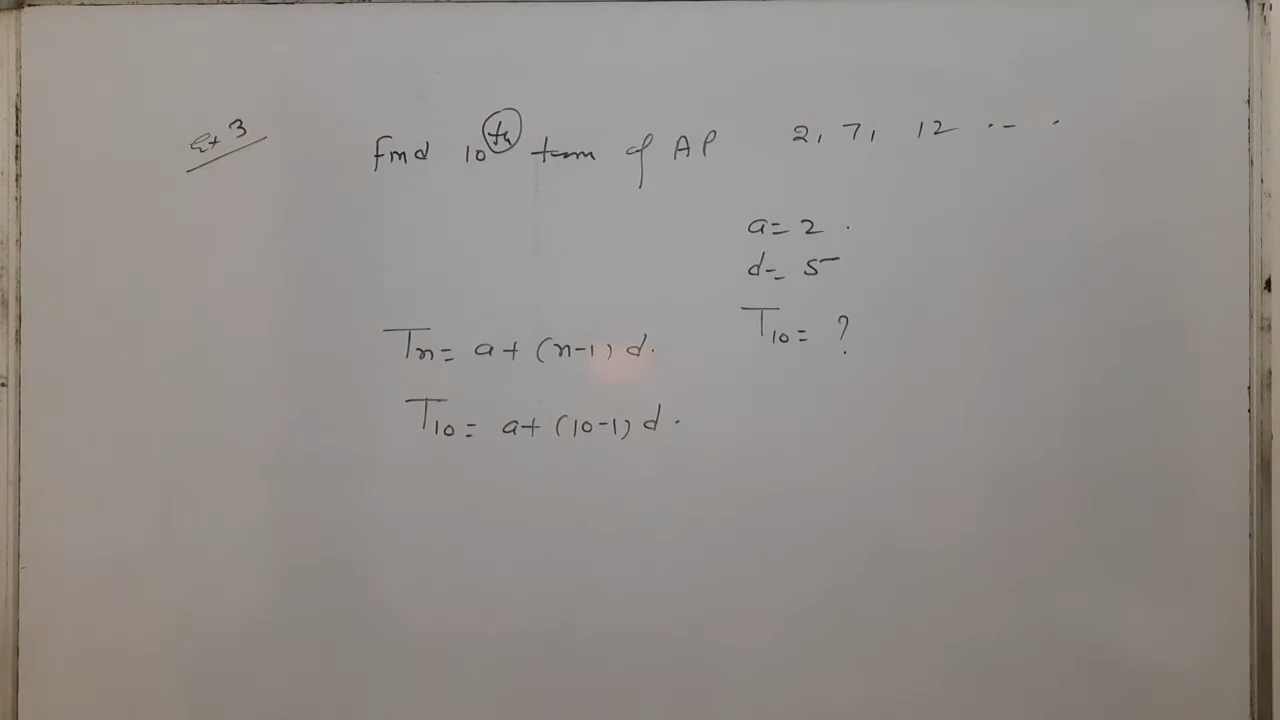 Ex 3
Find 10th term of AP 2, 7, 12 ...
a = 2.
d = 5
T10 = ?
Tn = a + (n-1) d.
T10 = a + (10-1) d.